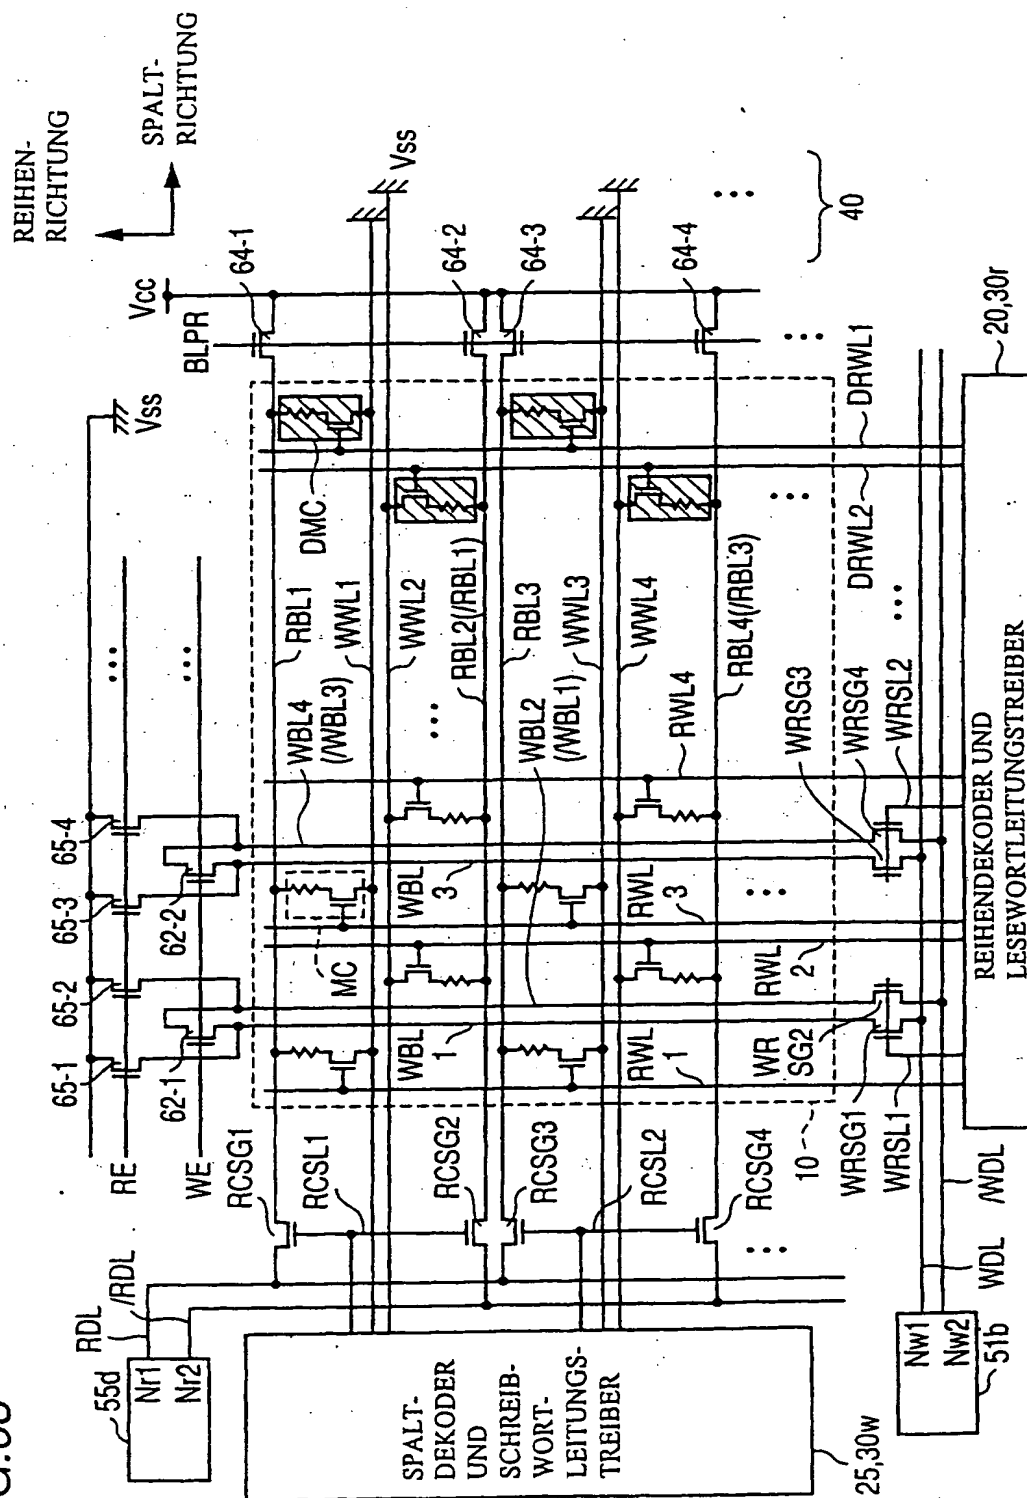 REIHEN-
RICHTUNG
SPALT-
RICHTUNG
Vcc
BLPR
64-1
64-2
64-3
64-4
Vss
40
Vss
RE
WE
65-1
65-2
65-3
65-4
62-1
62-2
DMC
RBL1
WBL4
(/WBL3)
WWL1
WWL2
RBL2(/RBL1)
RBL3
WBL2
(/WBL1)
WWL3
WWL4
RBL4(/RBL3)
MC
WBL
1
WBL
3
RWL
1
RWL
2
RWL
3
RWL4
DRWL1
DRWL2
10
RCSG1
RCSL1
RCSG2
RCSG3
RCSL2
RCSG4
WR
SG2
WRSG1
WRSL1
WRSG3
WRSG4
WRSL2
RDL
/RDL
55d
Nr1
Nr2
SPALT-
DEKODER
UND
SCHREIB-
WORT-
LEITUNGS-
TREIBER
25,30w
WDL
/WDL
Nw1
Nw2
51b
REIHENDEKODER UND
LESEWORTLEITUNGSTREIBER
20,30r